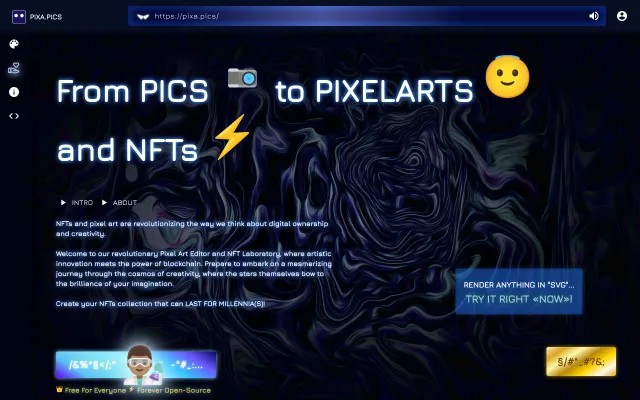 PIXA.PICS
https://pixa.pics/
From PICS to PIXELARTS
and NFTs
INTRO ABOUT
NFTs and pixel art are revolutionizing the way we think about digital ownership
and creativity.
Welcome to our revolutionary Pixel Art Editor and NFT Laboratory, where artistic
innovation meets the power of blockchain. Prepare to embark on a mesmerizing
journey through the cosmos of creativity, where the stars themselves bow to
the brilliance of your imagination.
Create your NFTs collection that can LAST FOR MILLENNIA(S)!
RENDER ANYTHING IN "SVG"...
TRY IT RIGHT «NOW»!
/&%*§</;* -*#_:...
§/#*_#?&;
Free For Everyone ⚡ Forever Open-Source